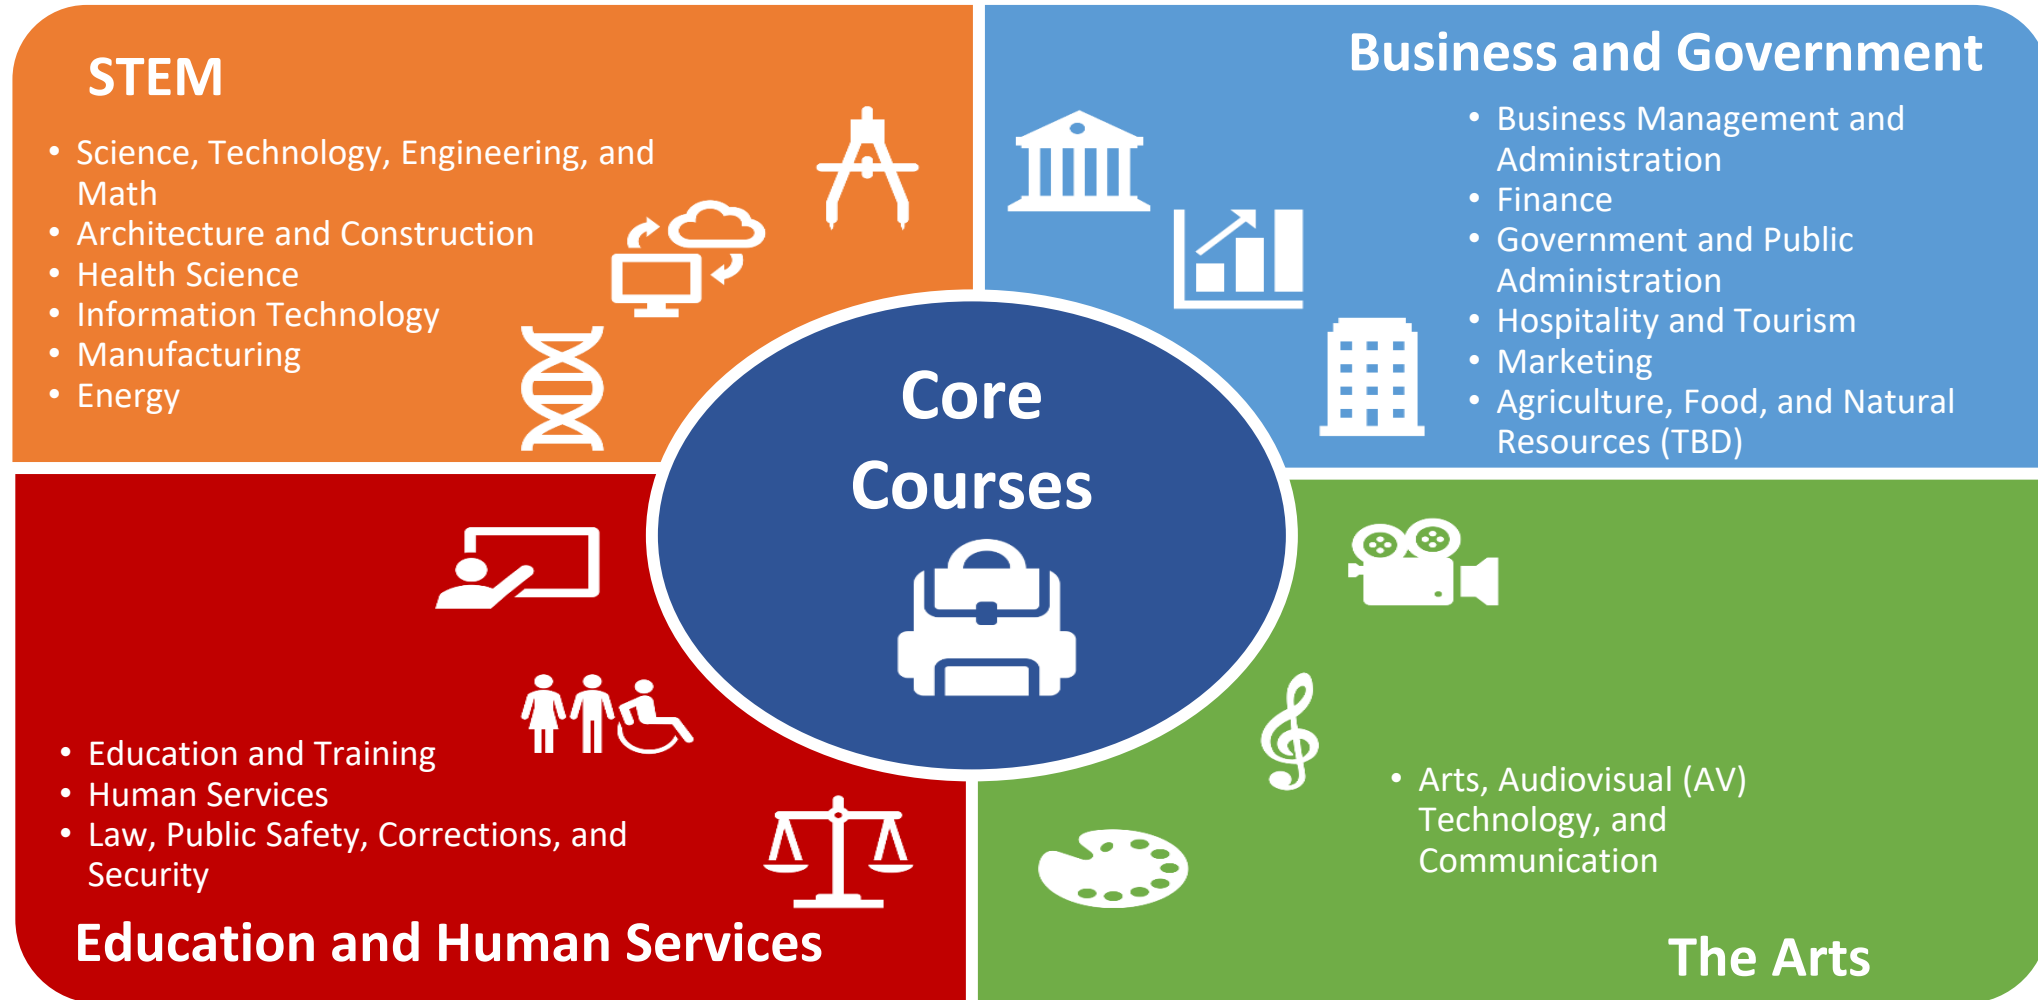 STEM
• Science, Technology, Engineering, and
Math
• Architecture and Construction
• Health Science
• Information Technology
• Manufacturing
• Energy
Business and Government
• Business Management and
Administration
• Finance
• Government and Public
Administration
• Hospitality and Tourism
• Marketing
• Agriculture, Food, and Natural
Resources (TBD)
Core
Courses
• Education and Training
• Human Services
• Law, Public Safety, Corrections, and
Security
Education and Human Services
• Arts, Audiovisual (AV)
Technology, and
Communication
The Arts